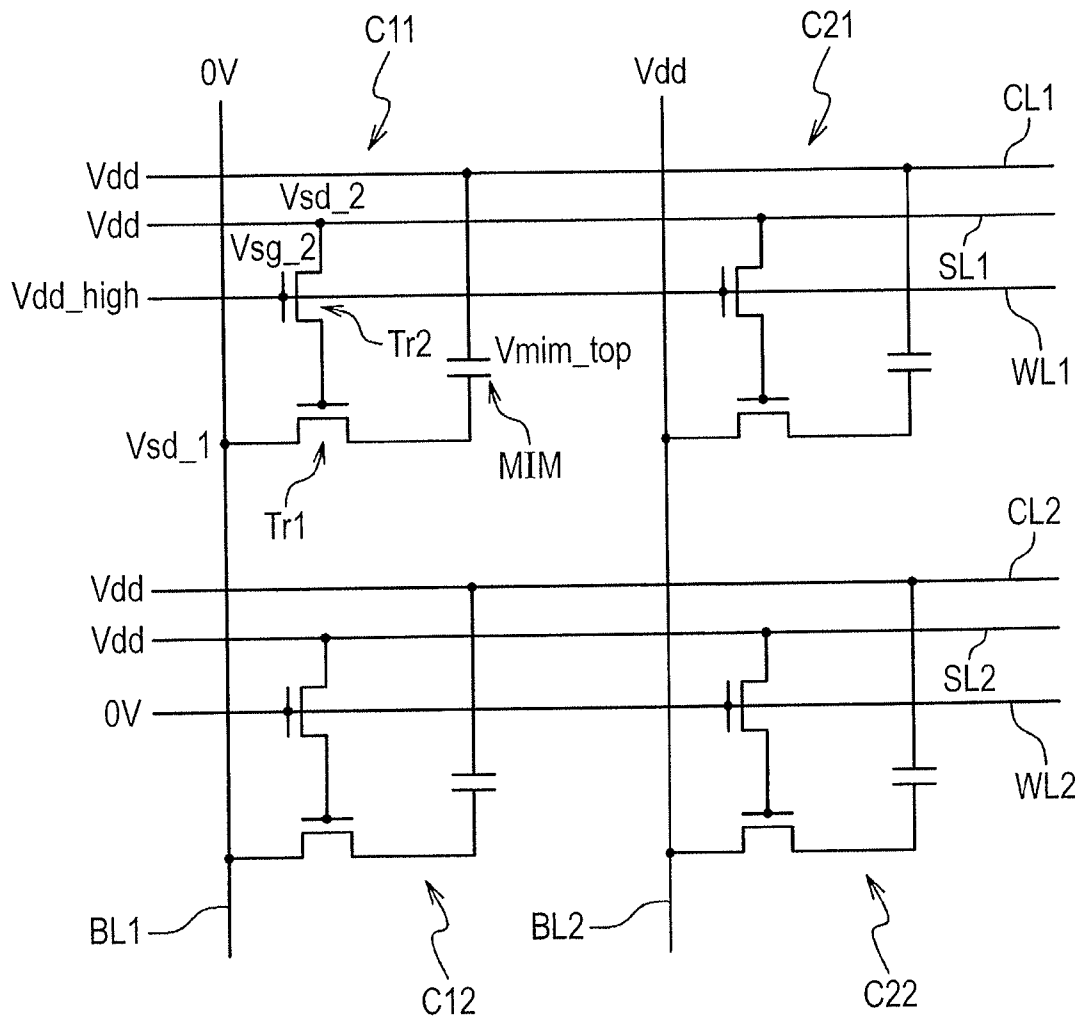 C11
C21
0V
Vdd
CL1
Vdd
Vsd_2
Vdd
Vsg_2
SL1
Vdd_high
Tr2
Vmim_top
WL1
Vsd_1
MIM
Tr1
CL2
Vdd
Vdd
SL2
0V
WL2
BL1
BL2
C12
C22